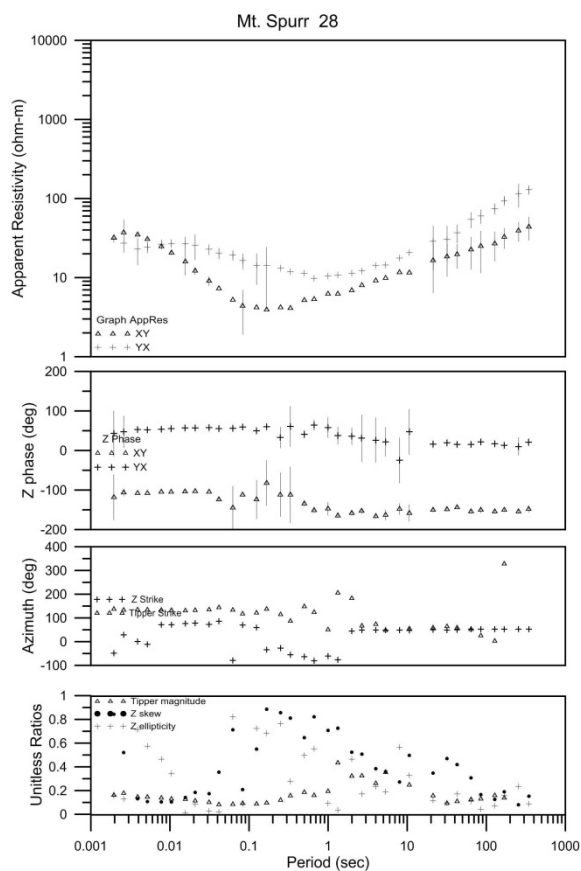 Mt. Spurr 28
Apparent Resistivity (ohm-m)
10000
1000
100
10
1
Graph AppRes
XY
YX
Z phase (deg)
200
100
0
-100
-200
Z Phase
XY
YX
Azimuth (deg)
400
300
200
100
0
-100
Z Strike
Tipper Strike
Unitless Ratios
1
0.8
0.6
0.4
0.2
0
Tipper magnitude
Z skew
Z ellipticity
0.001 0.01 0.1 1 10 100 1000
Period (sec)